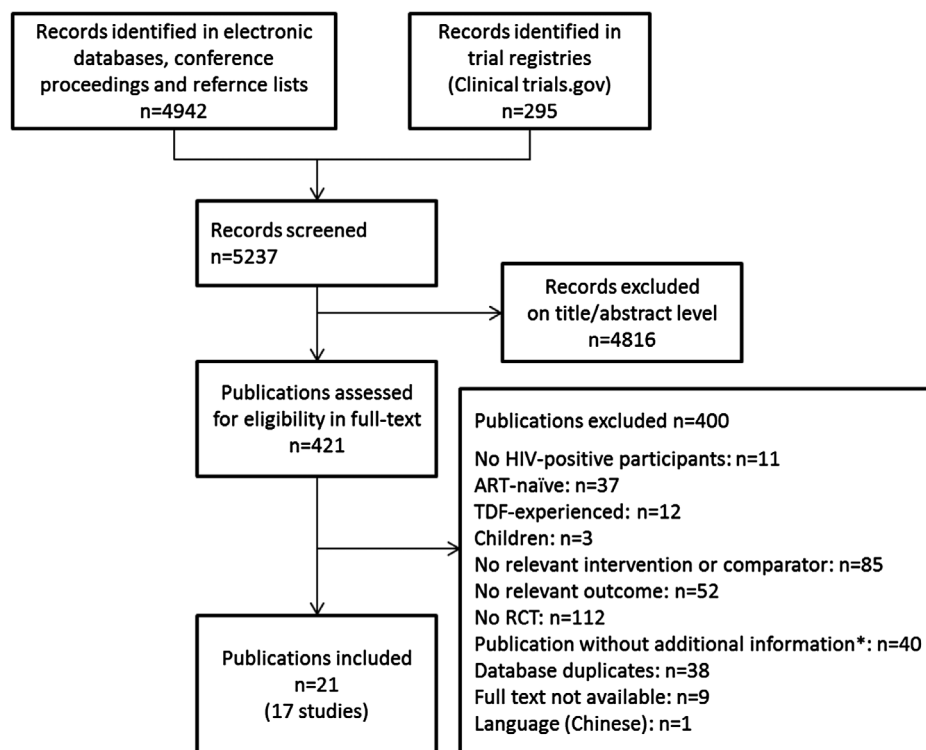 Records identified in electronic
databases, conference
proceedings and refernce lists
n=4942
Records identified in
trial registries
(Clinical trials.gov)
n=295
Records screened
n=5237
Records excluded
on title/abstract level
n=4816
Publications assessed
for eligibility in full-text
n=421
Publications excluded n=400
No HIV-positive participants: n=11
ART-naïve: n=37
TDF-experienced: n=12
Children: n=3
No relevant intervention or comparator: n=85
No relevant outcome: n=52
No RCT: n=112
Publication without additional information*: n=40
Database duplicates: n=38
Full text not available: n=9
Language (Chinese): n=1
Publications included
n=21
(17 studies)